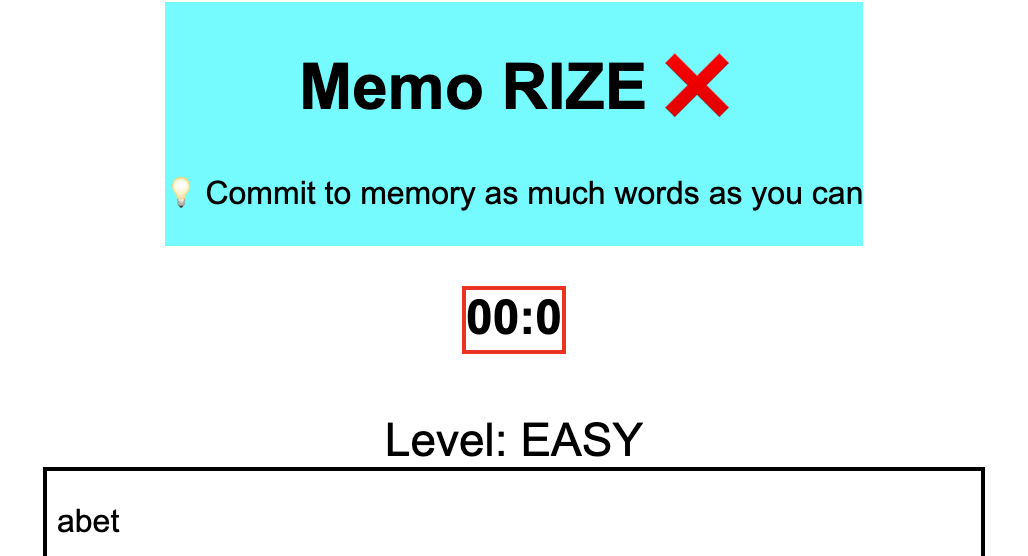 Memo RIZE ❌
💡 Commit to memory as much words as you can
00:0
Level: EASY
abet